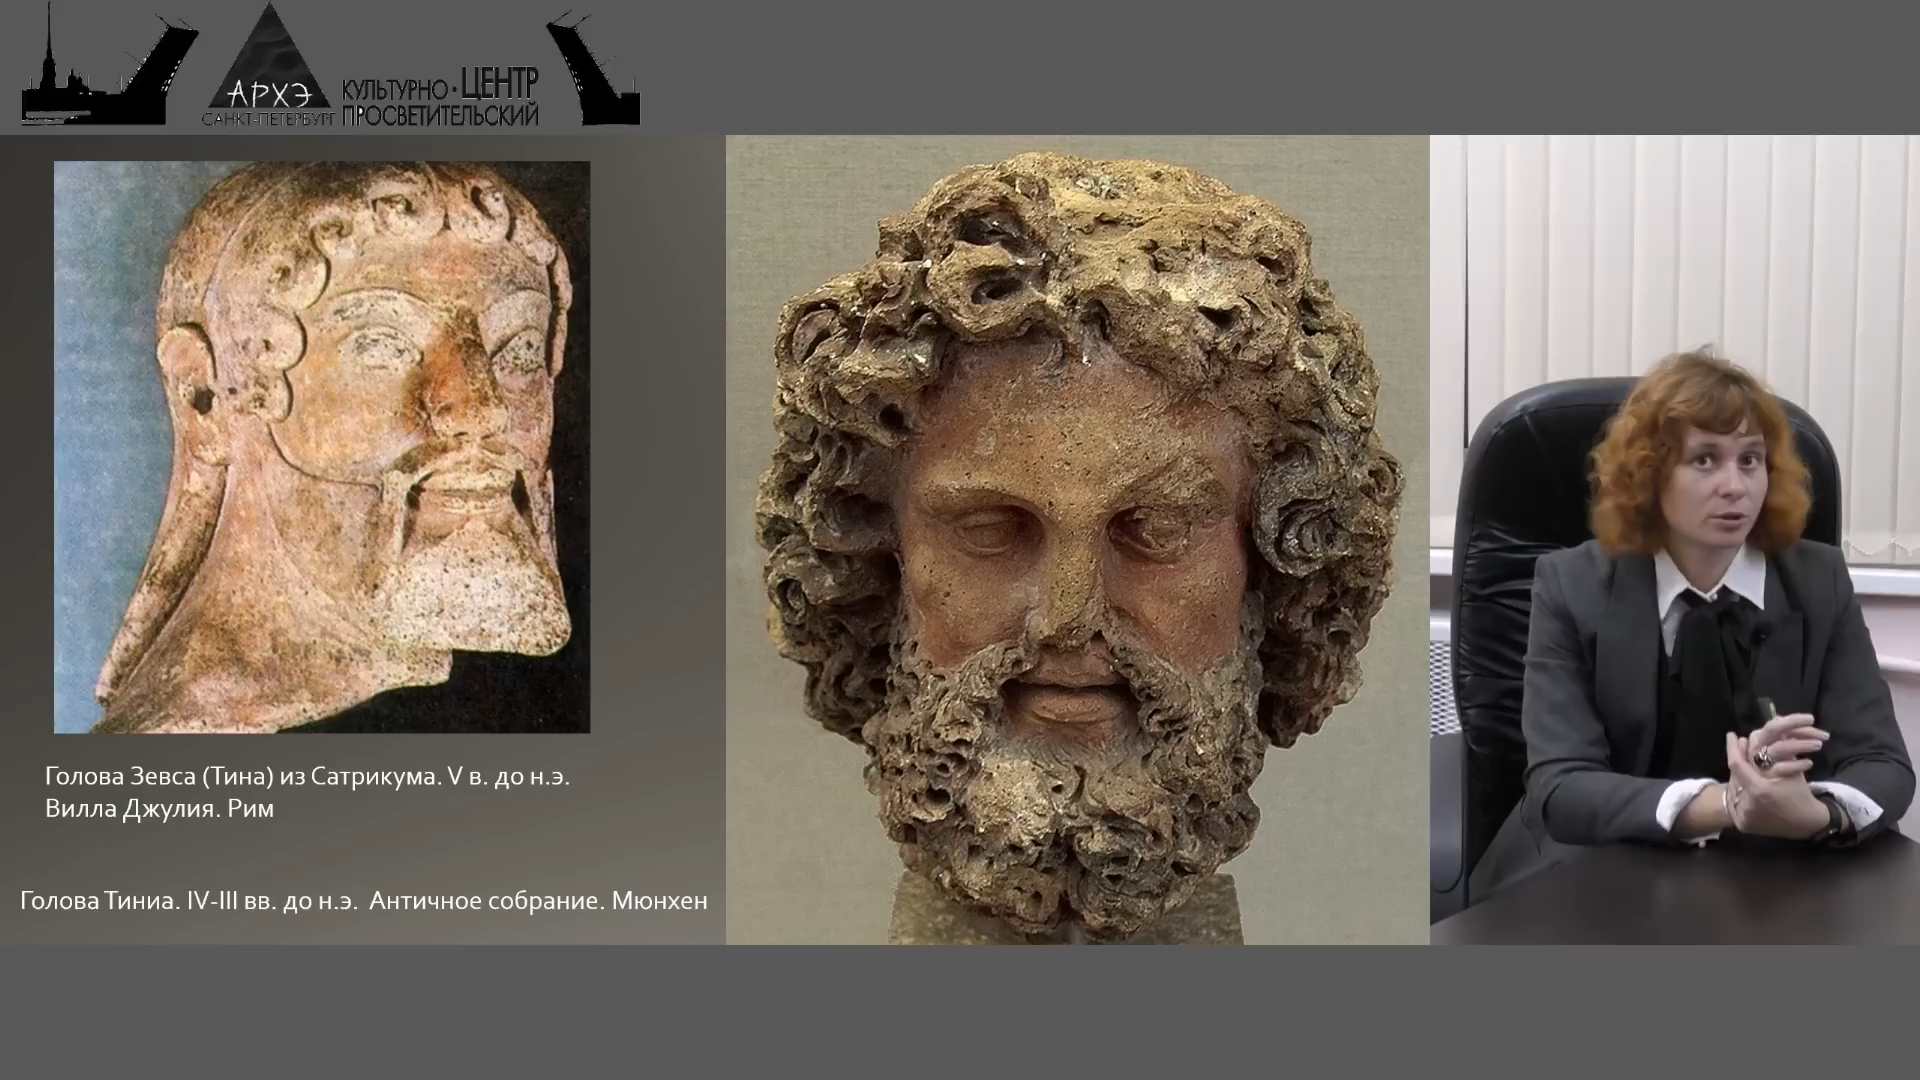 АРХЭ
САНКТ-ПЕТЕРБУРГ
КУЛЬТУРНО·ЦЕНТР
ПРОСВЕТИТЕЛЬСКИЙ
Голова Зевса (Тина) из Сатрикума. V в. до н.э.
Вилла Джулия. Рим
Голова Тиниа. IV-III вв. до н.э. Античное собрание. Мюнхен